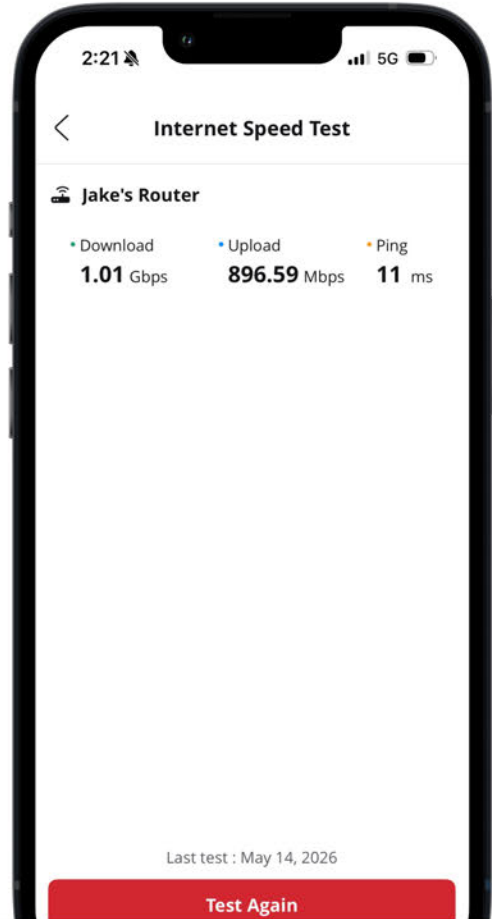 2:21 5G
Internet Speed Test
Jake's Router
Download Upload Ping
1.01 Gbps 896.59 Mbps 11 ms
Last test : May 14, 2026
Test Again